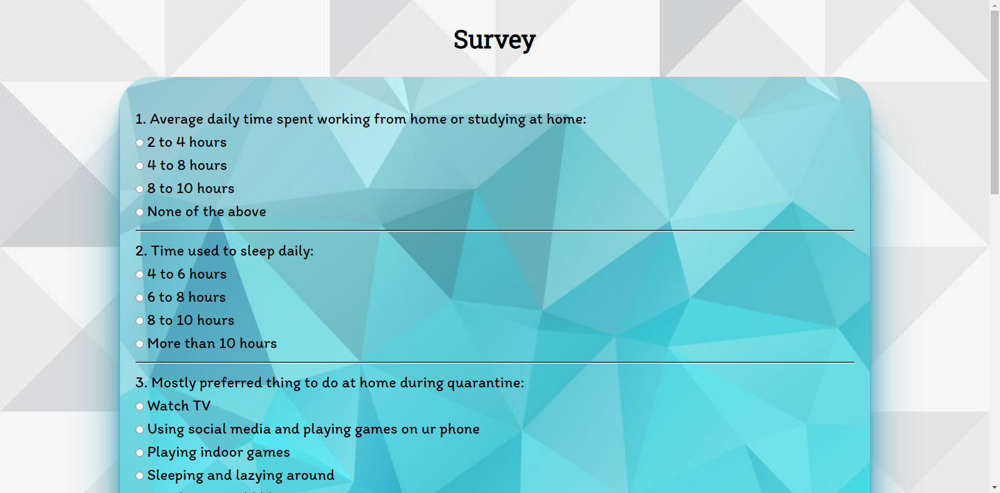 Survey
1. Average daily time spent working from home or studying at home:
2 to 4 hours
4 to 8 hours
8 to 10 hours
None of the above
2. Time used to sleep daily:
4 to 6 hours
6 to 8 hours
8 to 10 hours
More than 10 hours
3. Mostly preferred thing to do at home during quarantine:
Watch TV
Using social media and playing games on ur phone
Playing indoor games
Sleeping and lazying around